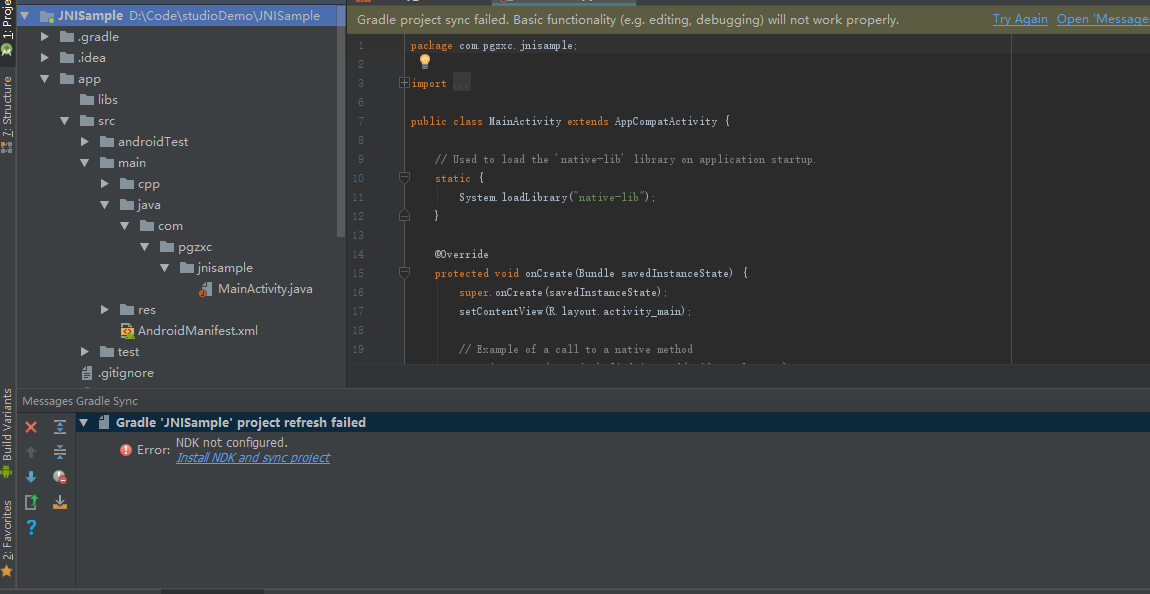 1: Proje
7: Structure
Build Variants
2: Favorites
JNISample D:\Code\studioDemo\JNISample
.gradle
.idea
app
libs
src
androidTest
main
cpp
java
com
pgzxc
jnisample
MainActivity.java
res
AndroidManifest.xml
test
.gitignore
Gradle project sync failed. Basic functionality (e.g. editing, debugging) will not work properly. Try Again Open 'Message
1 package com.pgzxc.jnisample;
2
3 import ...
6
7 public class MainActivity extends AppCompatActivity {
8
9 // Used to load the 'native-lib' library on application startup.
10 static {
11 System.loadLibrary("native-lib");
12 }
13
14 @Override
15 protected void onCreate(Bundle savedInstanceState) {
16 super.onCreate(savedInstanceState);
17 setContentView(R.layout.activity_main);
18
19 // Example of a call to a native method
Messages Gradle Sync
Gradle 'JNISample' project refresh failed
Error: NDK not configured.
Install NDK and sync project